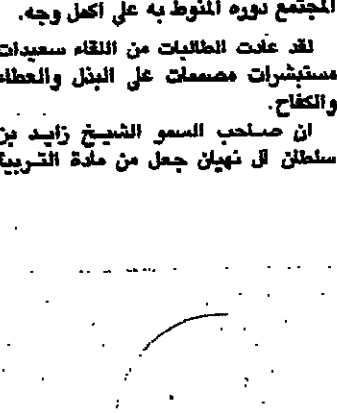 المجتمع دوره المنوط به على اكمل وجه.
لقد عادت الطالبات من اللقاء سعيدات
مستبشرات مصممات على البذل والعطاء
والكفاح.
ان صاحب السمو الشيخ زايد بن
سلطان آل نهيان جعل من مادة التربية